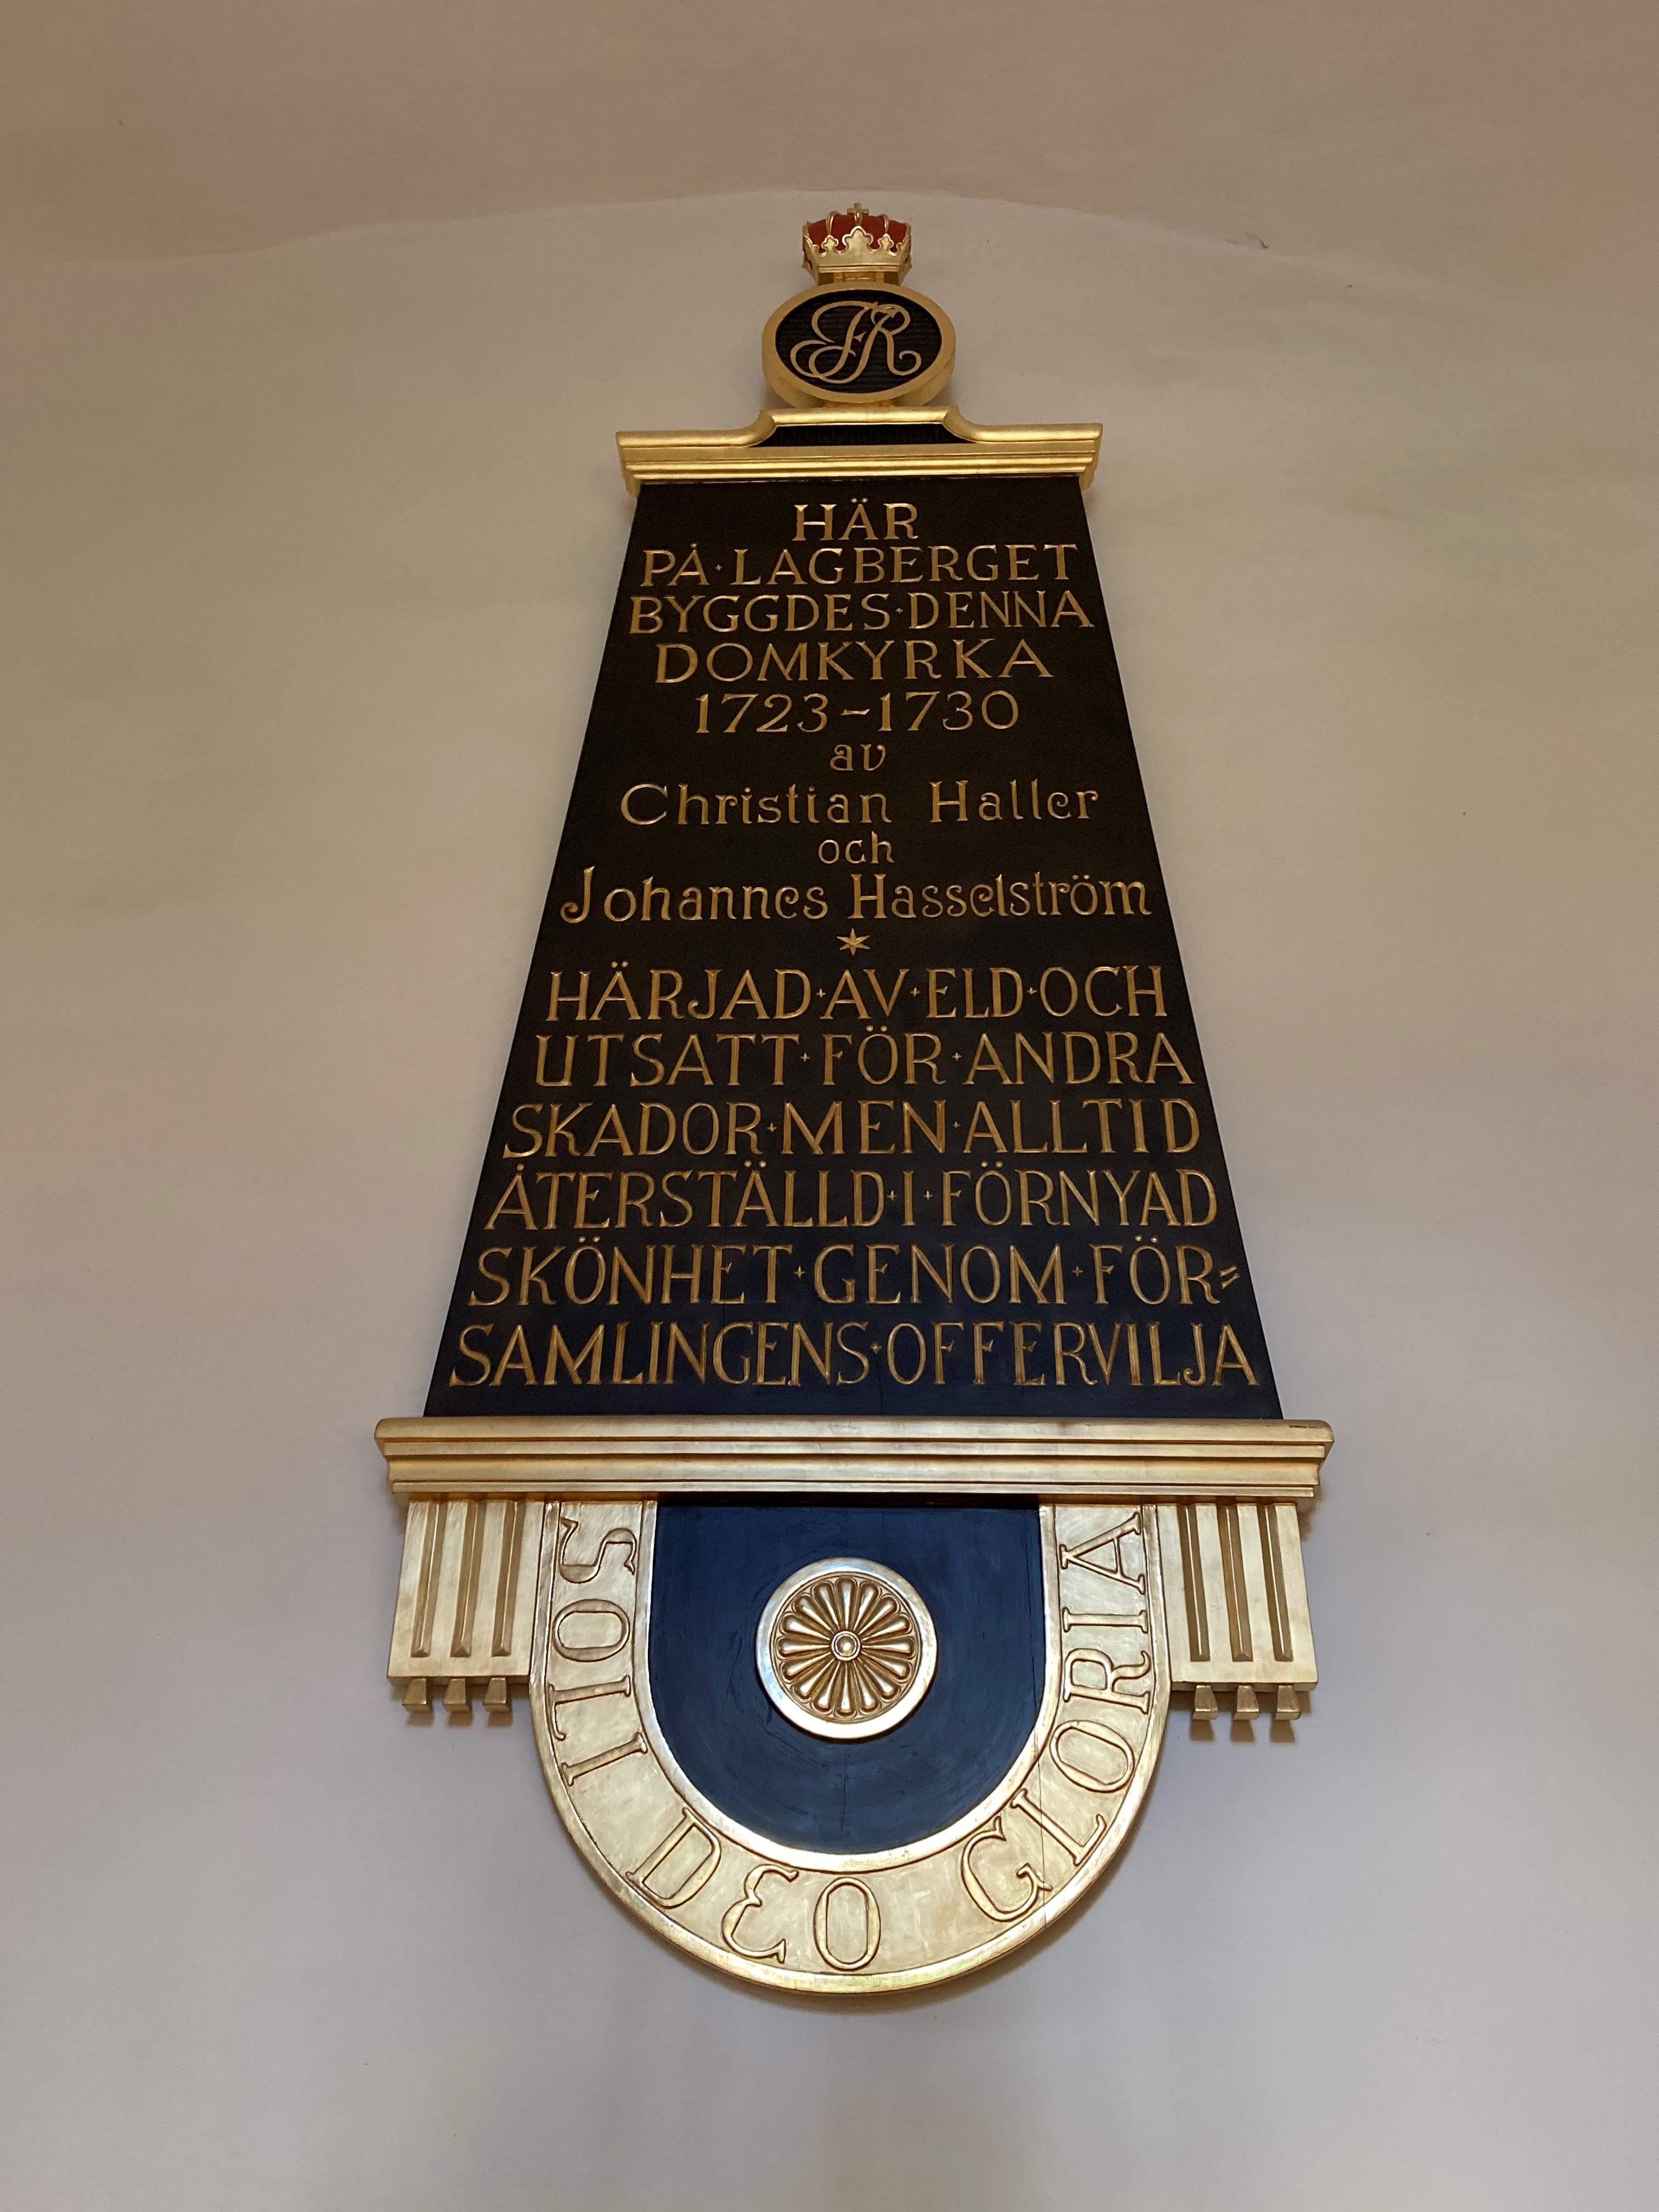 FR
HÄR
PÅ·LAGBERGET
BYGGDES·DENNA
DOMKYRKA
1723-1730
av
Christian Haller
och
Johannes Hasselström
*
HÄRJAD·AV·ELD·OCH
UTSATT·FÖR·ANDRA
SKADOR·MEN·ALLTID
ÅTERSTÄLLD·I·FÖRNYAD
SKÖNHET·GENOM·FÖR=
SAMLINGENS·OFFERVILJA
SOLI DEO GLORIA